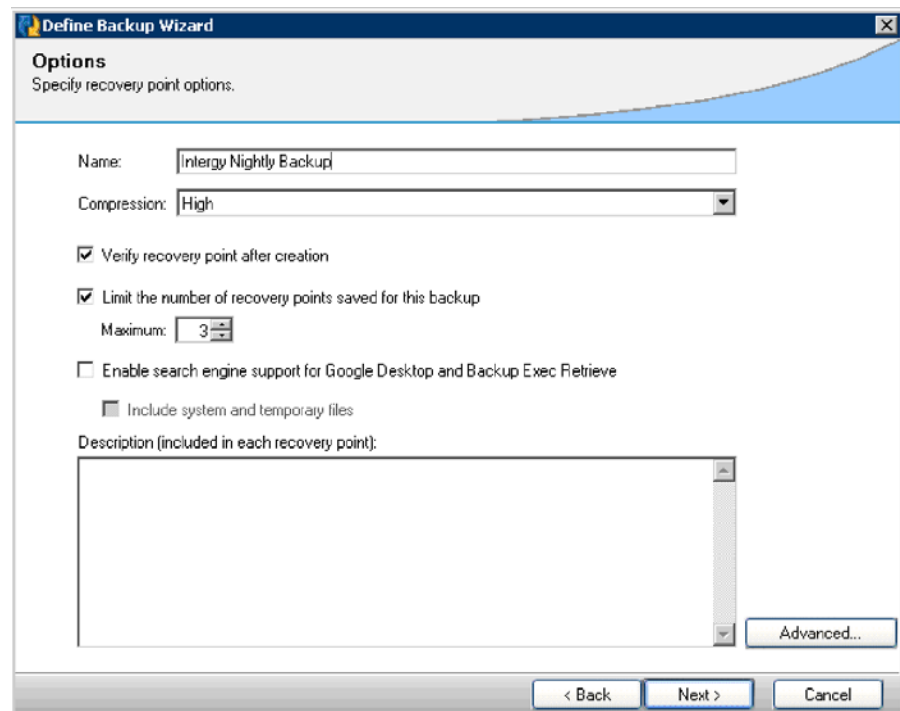 Define Backup Wizard
Options
Specify recovery point options.
Name: Intergy Nightly Backup
Compression: High
Verify recovery point after creation
Limit the number of recovery points saved for this backup
Maximum: 3
Enable search engine support for Google Desktop and Backup Exec Retrieve
Include system and temporary files
Description (included in each recovery point):
Advanced...
< Back Next > Cancel